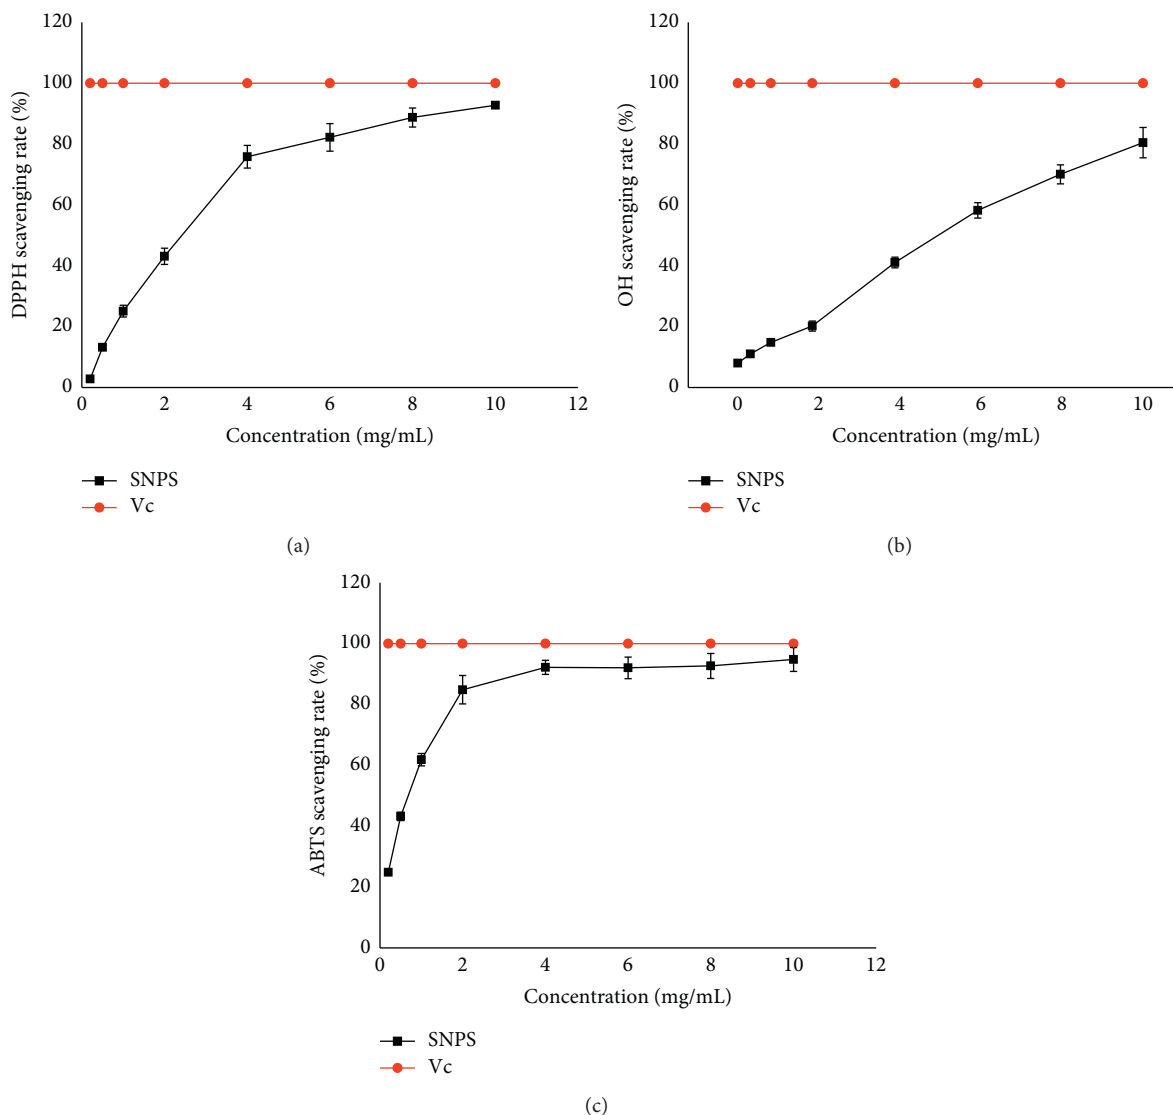 120
100
80
60
40
20
0
DPPH scavenging rate (%)
0 2 4 6 8 10 12
Concentration (mg/mL)
SNPS
Vc
(a)
120
100
80
60
40
20
0
OH scavenging rate (%)
0 2 4 6 8 10
Concentration (mg/mL)
SNPS
Vc
(b)
120
100
80
60
40
20
0
ABTS scavenging rate (%)
0 2 4 6 8 10 12
Concentration (mg/mL)
SNPS
Vc
(c)